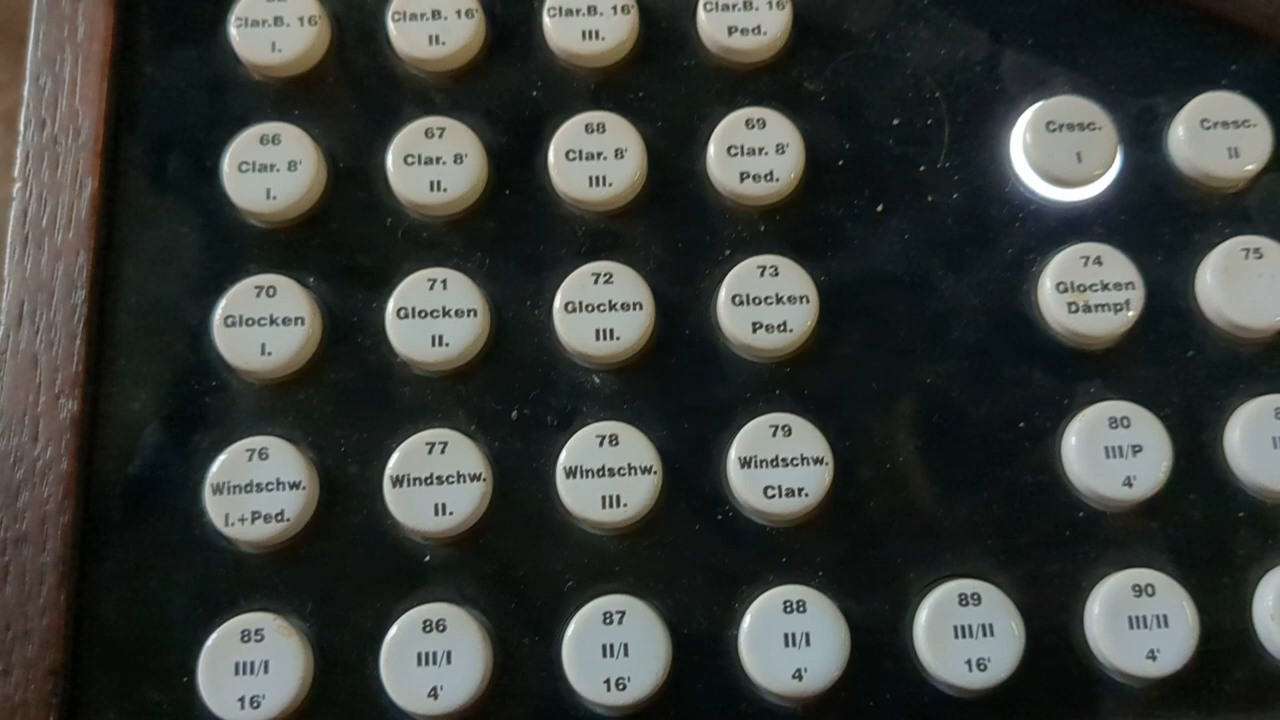 Clar.B. 16'
I.
Clar.B. 16'
II.
Clar.B. 16'
III.
Clar.B. 16'
Ped.
66
Clar. 8'
I.
67
Clar. 8'
II.
68
Clar. 8'
III.
69
Clar. 8'
Ped.
Cresc.
I
Cresc.
II
70
Glocken
I.
71
Glocken
II.
72
Glocken
III.
73
Glocken
Ped.
74
Glocken
Dämpf
75
76
Windschw.
I.+Ped.
77
Windschw.
II.
78
Windschw.
III.
79
Windschw.
Clar.
80
III/P
4'
85
III/I
16'
86
III/I
4'
87
II/I
16'
88
II/I
4'
89
III/II
16'
90
III/II
4'